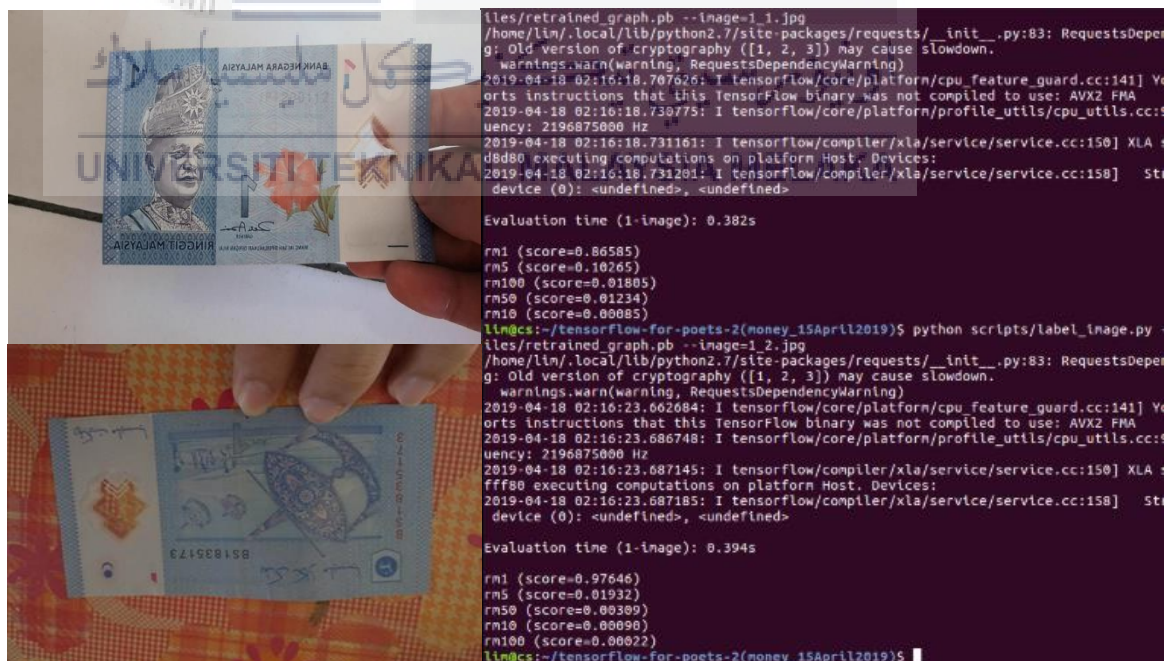 BANK NEGARA MALAYSIA
1
RINGGIT MALAYSIA
UNIVERSITI TEKNIKAL MALAYSIA MELAKA
BS1835173
iles/retrained_graph.pb --image=1_1.jpg
/home/lim/.local/lib/python2.7/site-packages/requests/__init__.py:83: RequestsDepen
g: Old version of cryptography ([1, 2, 3]) may cause slowdown.
warnings.warn(warning, RequestsDependencyWarning)
2019-04-18 02:16:18.707626: I tensorflow/core/platform/cpu_feature_guard.cc:141] Yo
orts instructions that this TensorFlow binary was not compiled to use: AVX2 FMA
2019-04-18 02:16:18.730775: I tensorflow/core/platform/profile_utils/cpu_utils.cc:9
uency: 2196875000 Hz
2019-04-18 02:16:18.731161: I tensorflow/compiler/xla/service/service.cc:150] XLA s
d8d80 executing computations on platform Host. Devices:
2019-04-18 02:16:18.731201: I tensorflow/compiler/xla/service/service.cc:158] Str
device (0): <undefined>, <undefined>
Evaluation time (1-image): 0.382s
rm1 (score=0.86585)
rm5 (score=0.10265)
rm100 (score=0.01805)
rm50 (score=0.01234)
rm10 (score=0.00085)
lim@cs:~/tensorflow-for-poets-2(money_15April2019)$ python scripts/label_image.py -
iles/retrained_graph.pb --image=1_2.jpg
/home/lim/.local/lib/python2.7/site-packages/requests/__init__.py:83: RequestsDepen
g: Old version of cryptography ([1, 2, 3]) may cause slowdown.
warnings.warn(warning, RequestsDependencyWarning)
2019-04-18 02:16:23.662684: I tensorflow/core/platform/cpu_feature_guard.cc:141] Yo
orts instructions that this TensorFlow binary was not compiled to use: AVX2 FMA
2019-04-18 02:16:23.686748: I tensorflow/core/platform/profile_utils/cpu_utils.cc:9
uency: 2196875000 Hz
2019-04-18 02:16:23.687145: I tensorflow/compiler/xla/service/service.cc:150] XLA s
fff80 executing computations on platform Host. Devices:
2019-04-18 02:16:23.687185: I tensorflow/compiler/xla/service/service.cc:158] Str
device (0): <undefined>, <undefined>
Evaluation time (1-image): 0.394s
rm1 (score=0.97646)
rm5 (score=0.01932)
rm50 (score=0.00309)
rm10 (score=0.00090)
rm100 (score=0.00022)
lim@cs:~/tensorflow-for-poets-2(money_15April2019)$